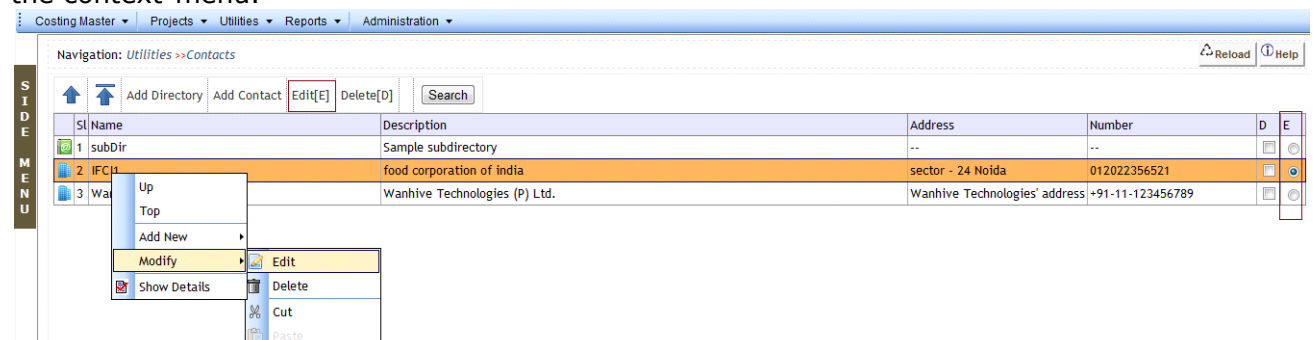 the context menu.
Costing Master Projects Utilities Reports Administration
Navigation: Utilities >>Contacts Reload Help
SIDE MENU
Add Directory Add Contact Edit[E] Delete[D] Search
Sl Name Description Address Number D E
1 subDir Sample subdirectory -- --
2 IFCI1 food corporation of india sector - 24 Noida 012022356521
3 Wan Wanhive Technologies (P) Ltd. Wanhive Technologies' address +91-11-123456789
Up
Top
Add New
Modify
Show Details
Edit
Delete
Cut
Paste